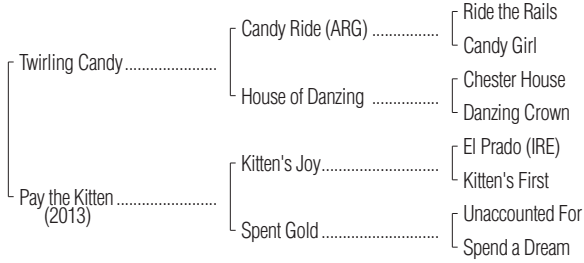 Ride the Rails
Candy Ride (ARG) ................
Candy Girl
Twirling Candy ......................
Chester House
House of Danzing ................
Danzing Crown
El Prado (IRE)
Kitten's Joy ............................
Kitten's First
Pay the Kitten ........................
(2013)
Unaccounted For
Spent Gold ............................
Spend a Dream